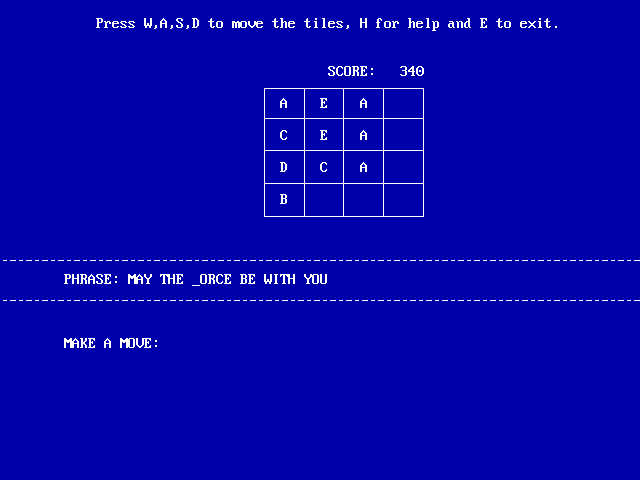 Press W,A,S,D to move the tiles, H for help and E to exit.
SCORE: 340
A E A
C E A
D C A
B
PHRASE: MAY THE _ORCE BE WITH YOU
MAKE A MOVE: